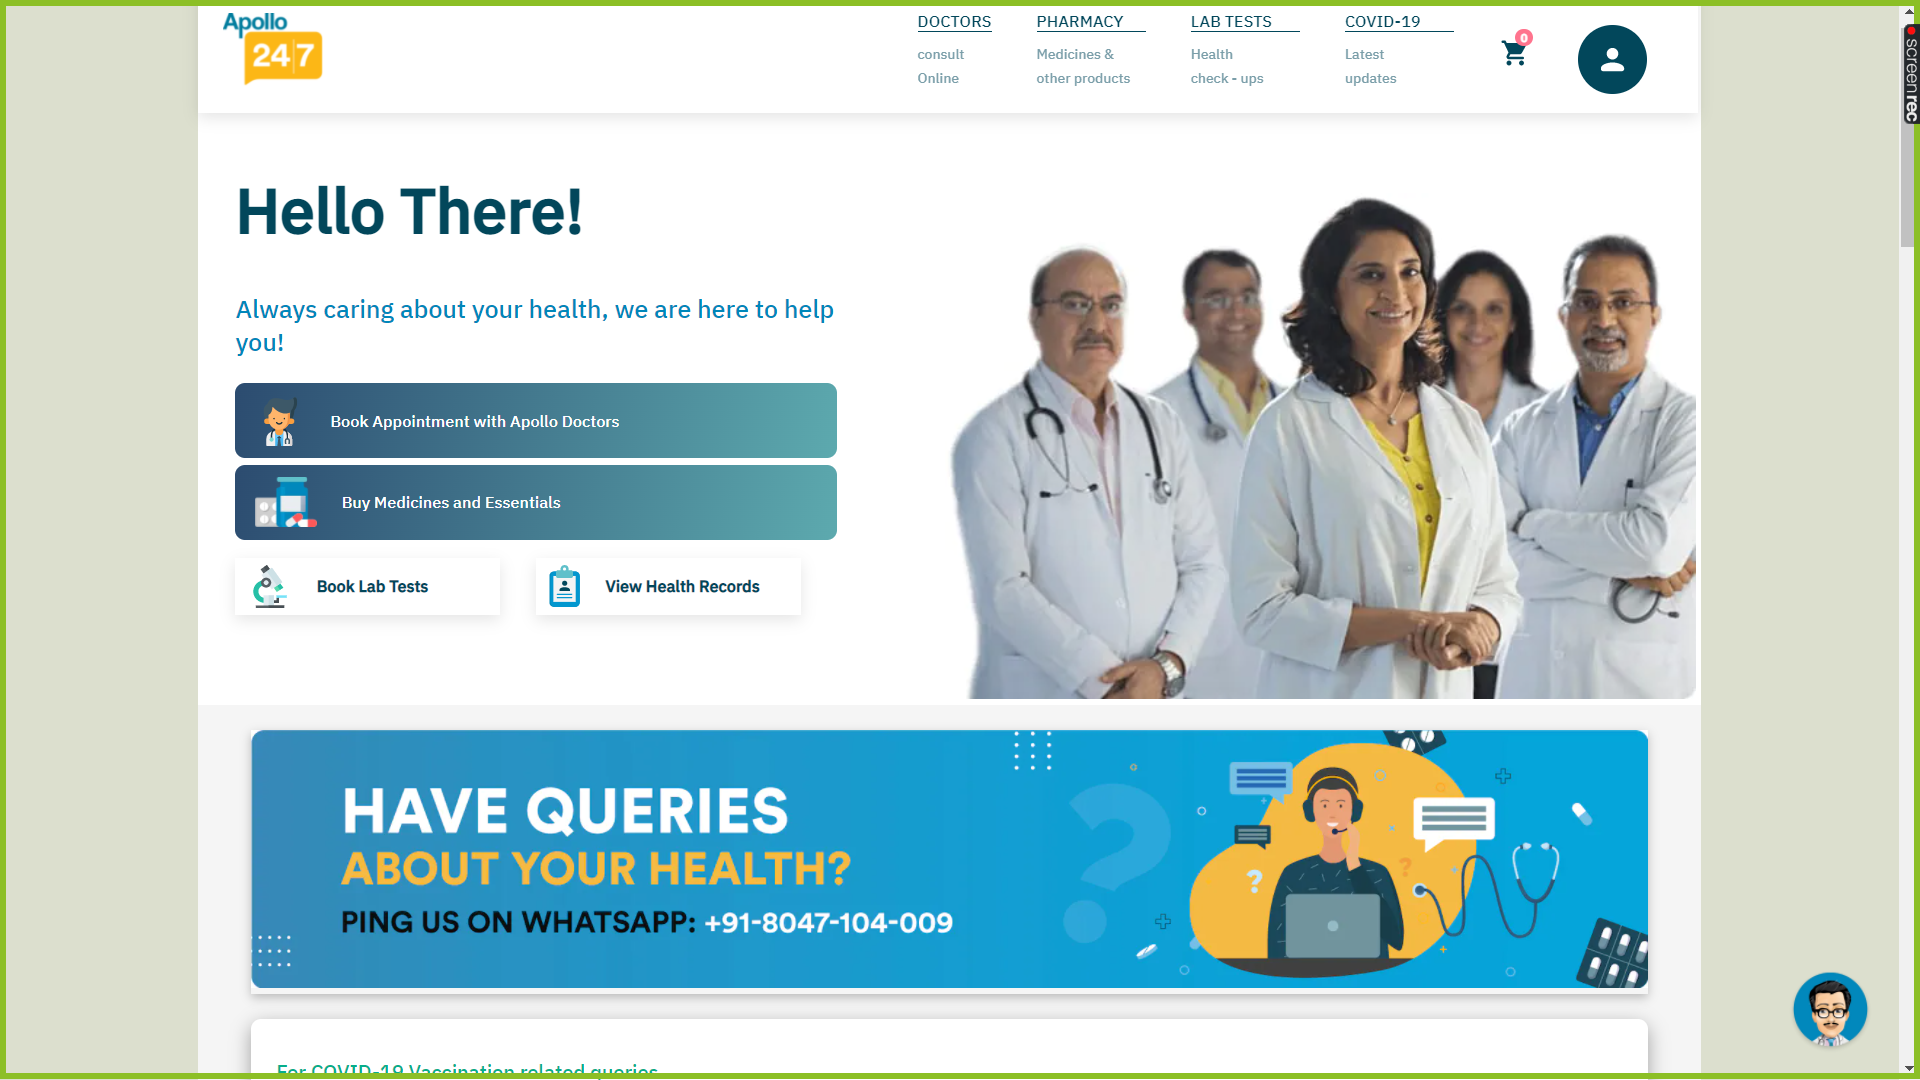 Apollo
24|7
DOCTORS
consult
Online
PHARMACY
Medicines &
other products
LAB TESTS
Health
check - ups
COVID-19
Latest
updates
0
screenrec
Hello There!
Always caring about your health, we are here to help
you!
Book Appointment with Apollo Doctors
Buy Medicines and Essentials
Book Lab Tests
View Health Records
HAVE QUERIES
ABOUT YOUR HEALTH?
PING US ON WHATSAPP: +91-8047-104-009
?
?
?
For COVID-19 Vaccination related queries